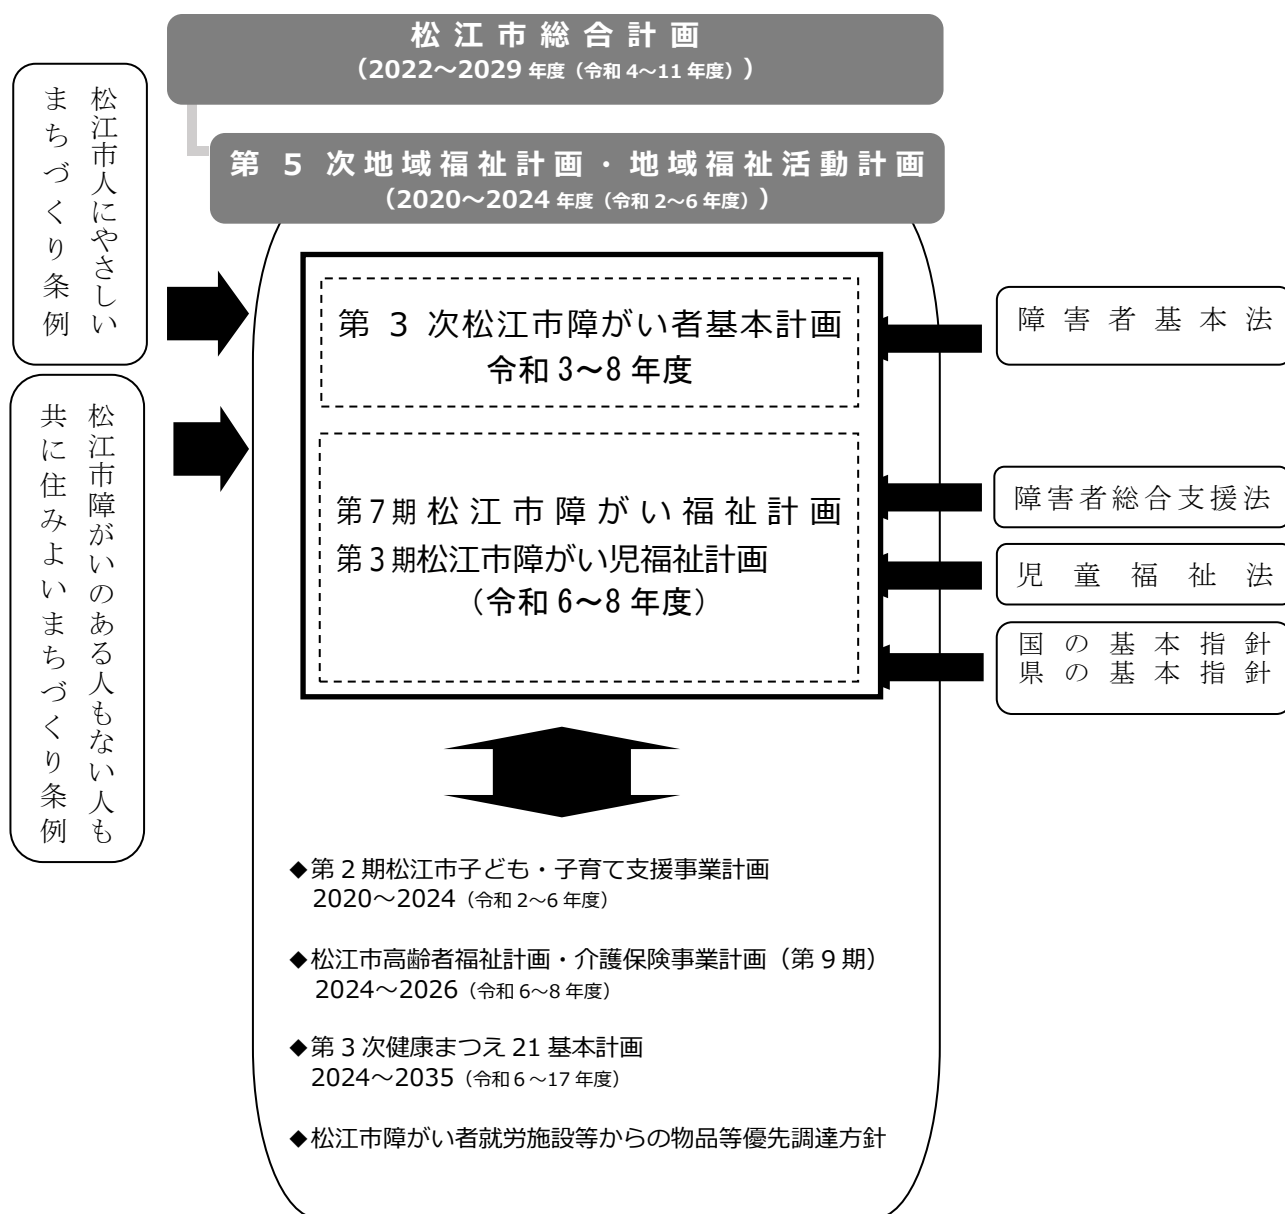 松江市総合計画
（2022～2029 年度（令和 4～11 年度））
第 5 次地域福祉計画・地域福祉活動計画
（2020～2024 年度（令和 2～6 年度））
松江市人にやさしい
まちづくり条例
松江市障がいのある人もない人も
共に住みよいまちづくり条例
第 3 次松江市障がい者基本計画
令和 3～8 年度
第7期松江市障がい福祉計画
第3期松江市障がい児福祉計画
（令和 6～8 年度）
障害者基本法
障害者総合支援法
児童福祉法
国の基本指針
県の基本指針
◆第 2 期松江市子ども・子育て支援事業計画
2020～2024（令和 2～6 年度）
◆松江市高齢者福祉計画・介護保険事業計画（第 9 期）
2024～2026（令和 6～8 年度）
◆第 3 次健康まつえ 21 基本計画
2024～2035（令和 6 ～17 年度）
◆松江市障がい者就労施設等からの物品等優先調達方針